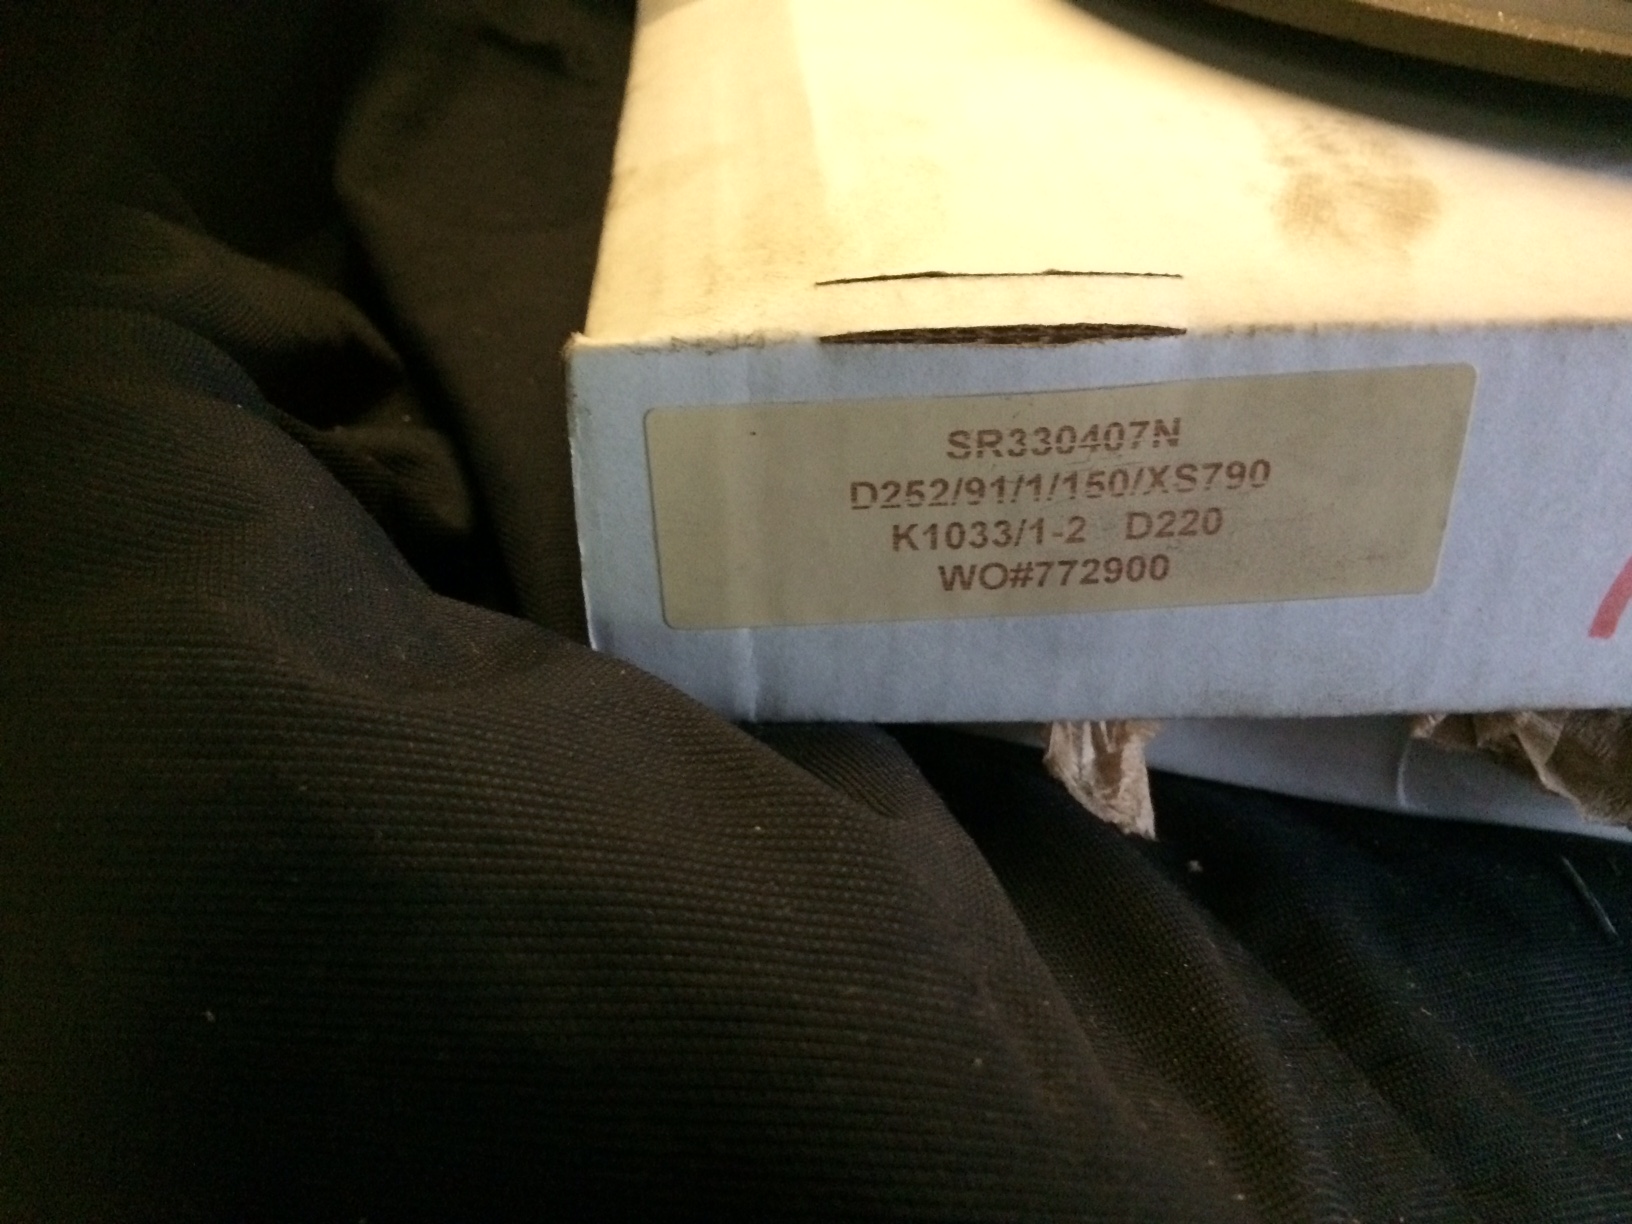 SR330407N
D252/91/1/150/XS790
K1033/1-2 D220
WO#772900